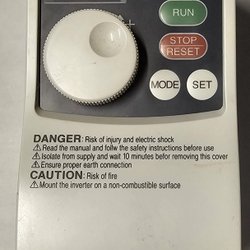 RUN
STOP
RESET
MODE
SET
DANGER: Risk of injury and electric shock
Read the manual and follow the safety instructions before use
Isolate from supply and wait 10 minutes befor removing this cover
Ensure proper earth connection
CAUTION: Risk of fire
Mount the inverter on a non-combustible surface